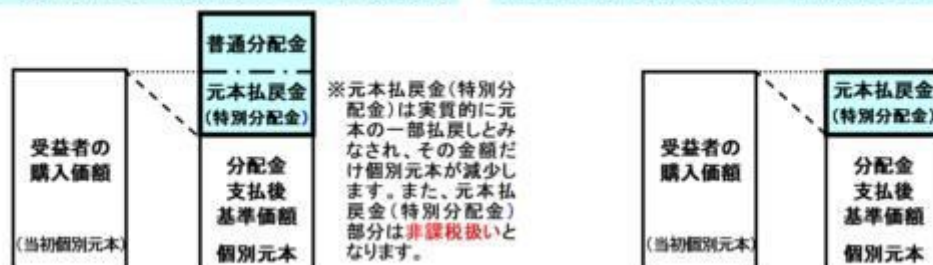 普通分配金
元本払戻金
(特別分配金)
受益者の
購入価額
(当初個別元本)
分配金
支払後
基準価額
個別元本
※元本払戻金(特別分
配金)は実質的に元
本の一部払戻しとみ
なされ、その金額だ
け個別元本が減少し
ます。また、元本払
戻金(特別分配金)
部分は非課税扱いと
なります。
受益者の
購入価額
(当初個別元本)
元本払戻金
(特別分配金)
分配金
支払後
基準価額
個別元本